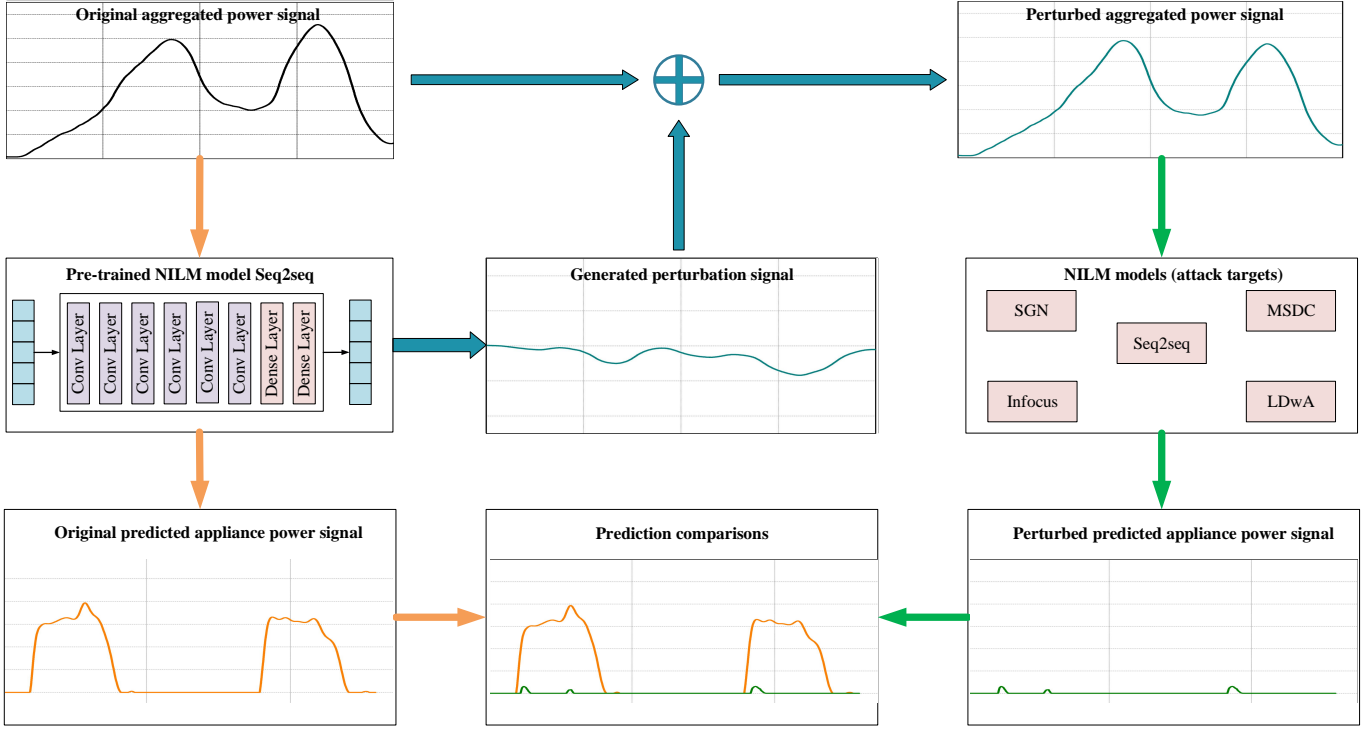 Original aggregated power signal
Perturbed aggregated power signal
Pre-trained NILM model Seq2seq
Conv Layer
Conv Layer
Conv Layer
Conv Layer
Conv Layer
Conv Layer
Dense Layer
Dense Layer
Generated perturbation signal
NILM models (attack targets)
SGN
MSDC
Seq2seq
Infocus
LDwA
Original predicted appliance power signal
Prediction comparisons
Perturbed predicted appliance power signal